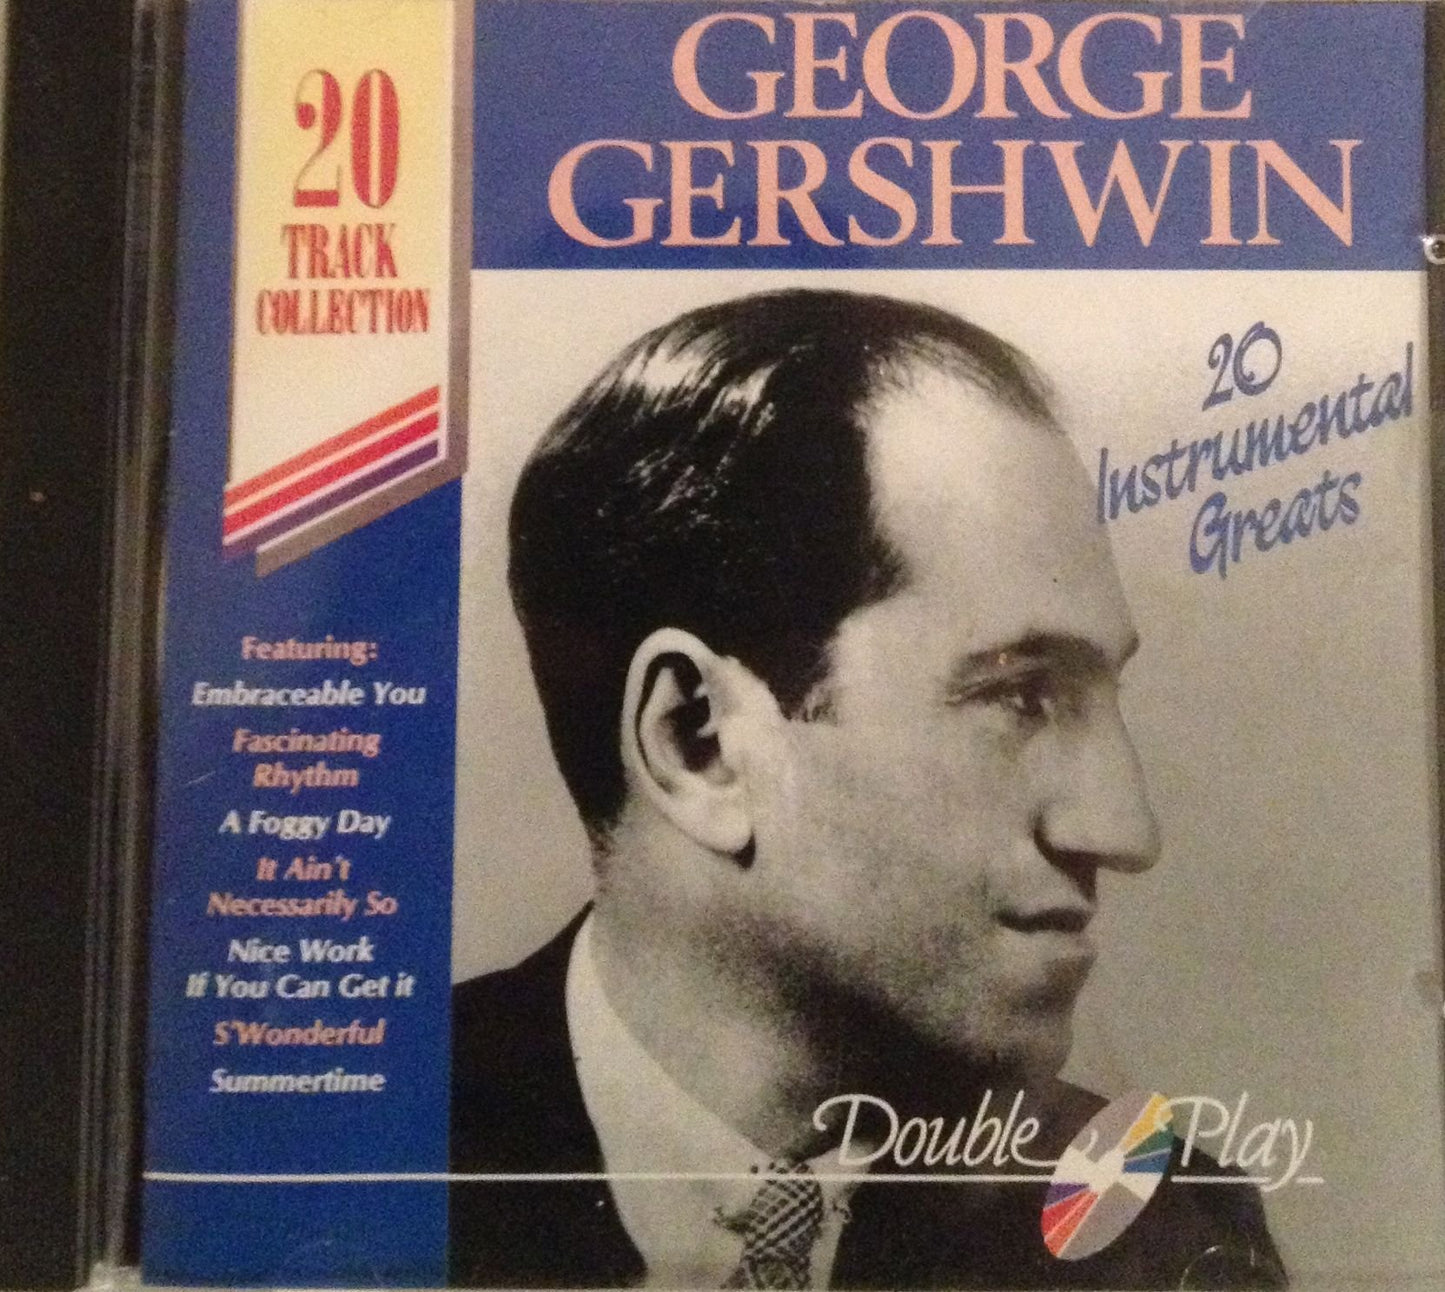 20
TRACK
COLLECTION
GEORGE
GERSHWIN
20
Instrumental
Greats
Featuring:
Embraceable You
Fascinating
Rhythm
A Foggy Day
It Ain't
Necessarily So
Nice Work
If You Can Get it
S'Wonderful
Summertime
Double Play